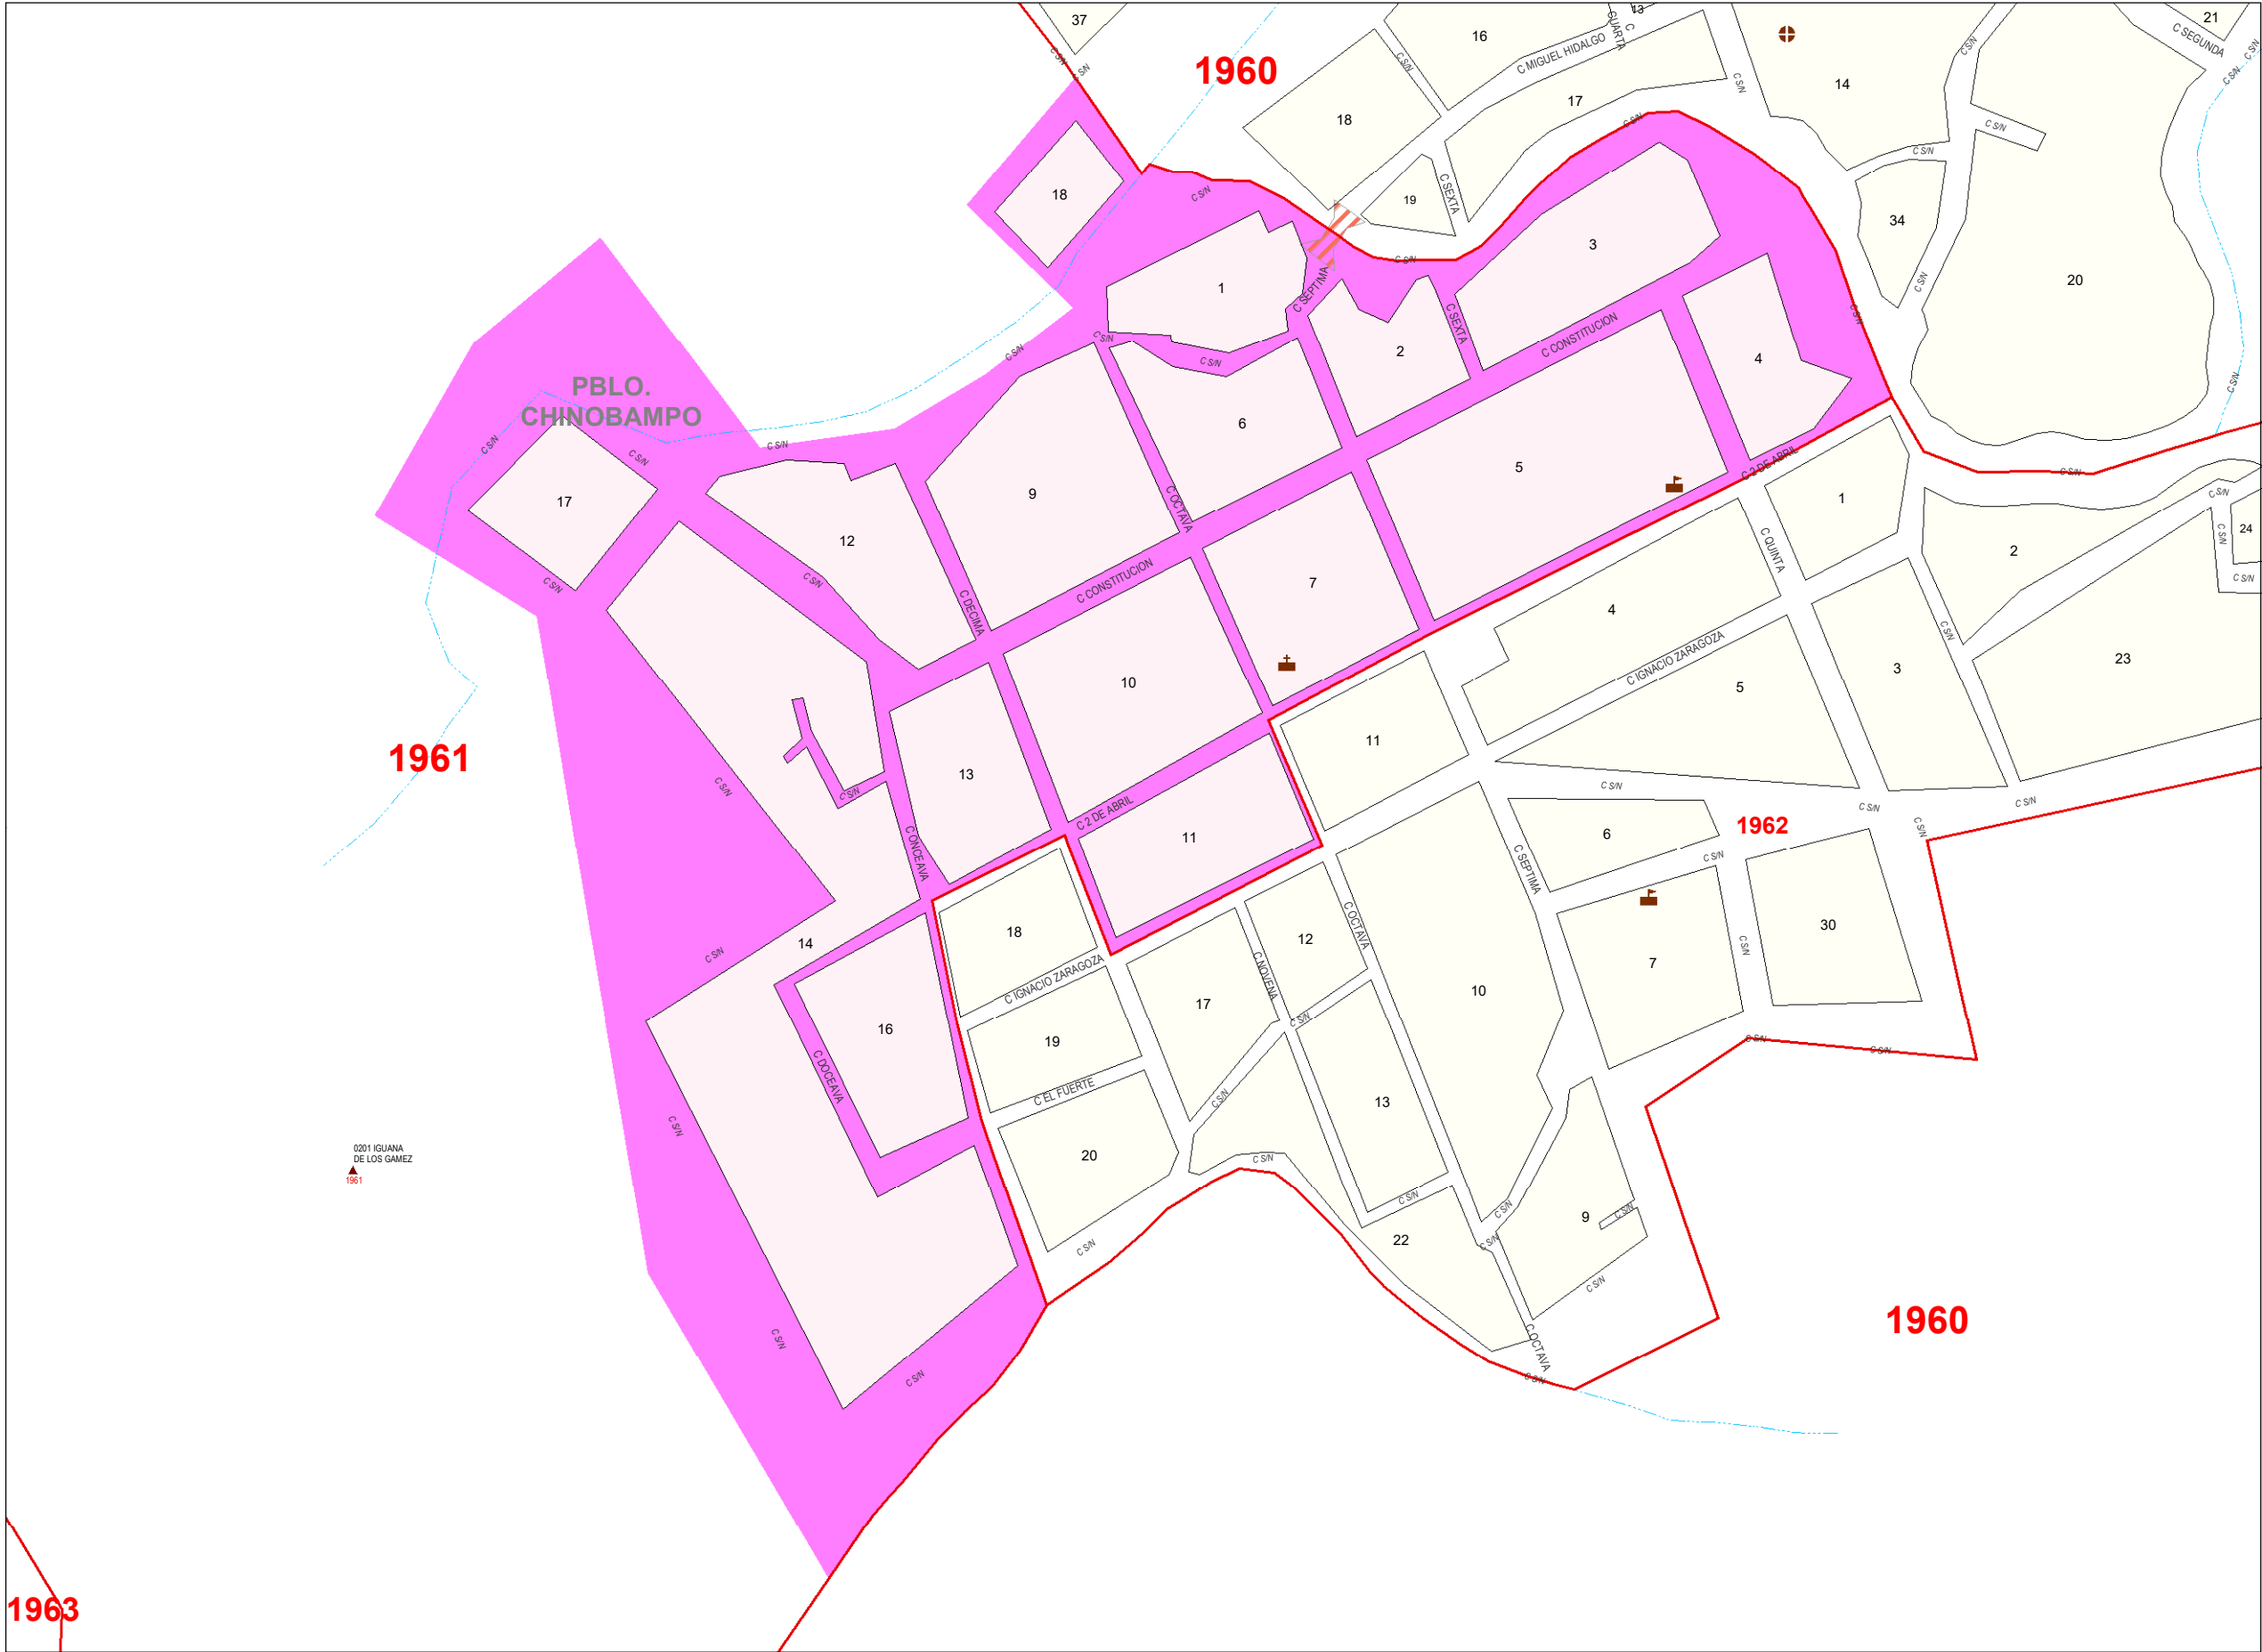 37
13
21
C SEGUNDA
C S/N
C S/N
C S/N
C S/N
C S/N
1960
16
C MIGUEL HIDALGO
CUARTA
C
C S/N
C S/N
C S/N
14
17
18
C S/N
C S/N
C S/N
C S/N
18
19
C SEXTA
C S/N
34
20
3
1
C SEPTIMA
C S/N
C S/N
C S/N
C SEXTA
C CONSTITUCION
2
4
C S/N
C S/N
C S/N
C S/N
PBLO.
CHINOBAMPO
6
5
C 2 DE ABRIL
C S/N
C S/N
C S/N
C S/N
17
9
C OCTAVA
1
C S/N
24
C S/N
C S/N
12
C QUINTA
2
C S/N
C S/N
C CONSTITUCION
7
C DECIMA
4
C IGNACIO ZARAGOZA
C S/N
23
3
10
5
11
1961
13
C S/N
C S/N
C S/N
C S/N
C S/N
C 2 DE ABRIL
11
6
1962
C S/N
C ONCEAVA
C SEPTIMA
C S/N
18
12
C OCTAVA
30
14
C S/N
C S/N
C IGNACIO ZARAGOZA
C NOVENA
7
10
17
16
C S/N
19
C S/N
C S/N
C DOCEAVA
C EL FUERTE
C S/N
13
C S/N
0201 IGUANA
DE LOS GAMEZ
1961
20
C S/N
C S/N
C S/N
C S/N
9
22
C S/N
C S/N
C S/N
C S/N
C OCTAVA
1960
C S/N
C S/N
C S/N
1963